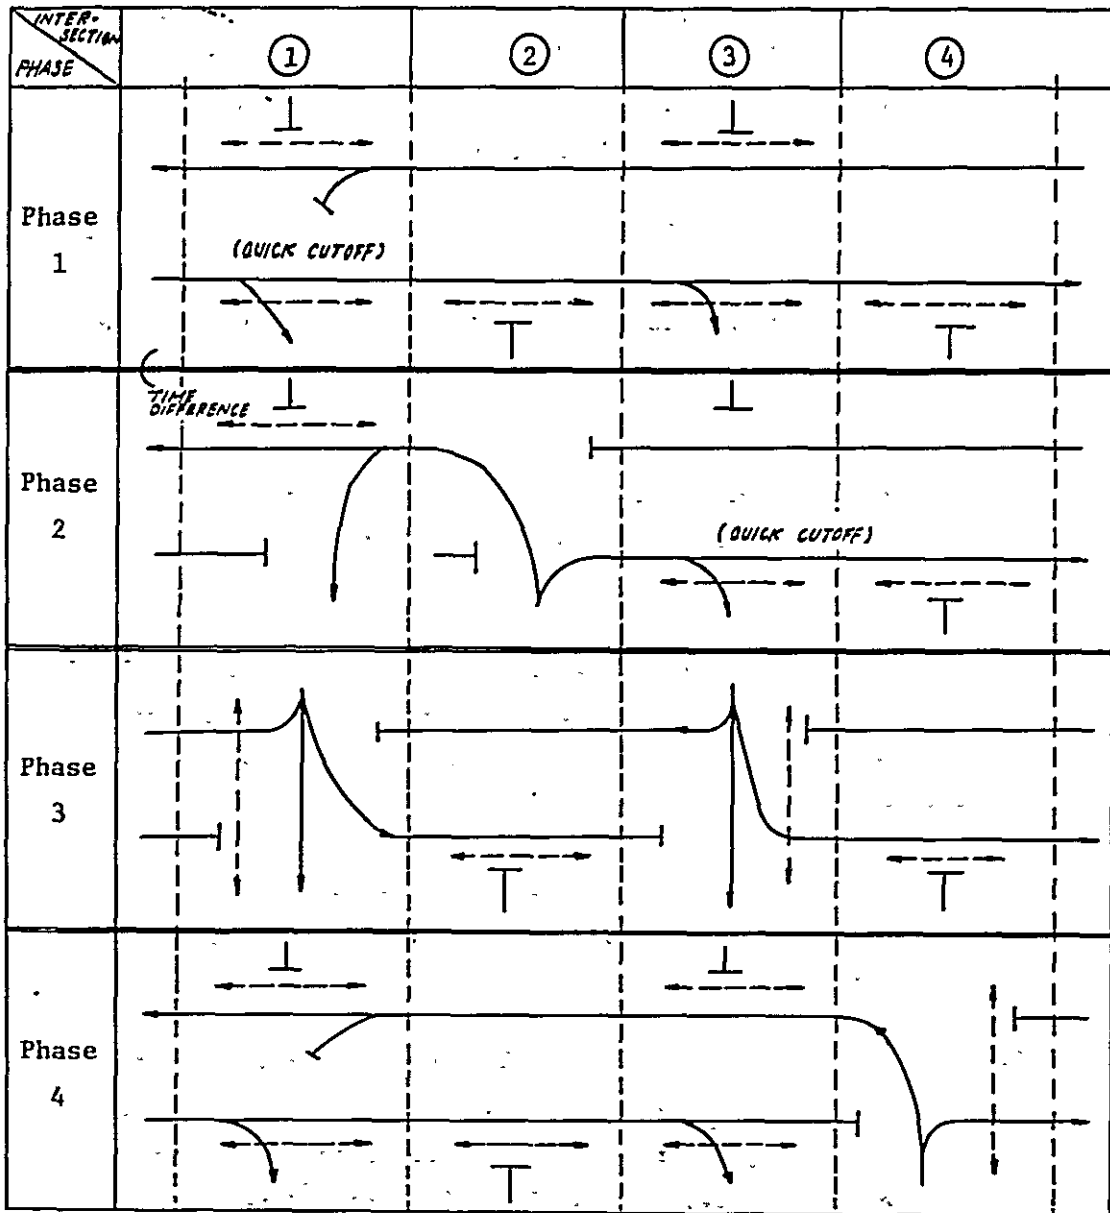 INTER-
SECTION
PHASE
1
2
3
4
Phase
1
(QUICK CUTOFF)
Phase
2
TIME
DIFFERENCE
(QUICK CUTOFF)
Phase
3
Phase
4